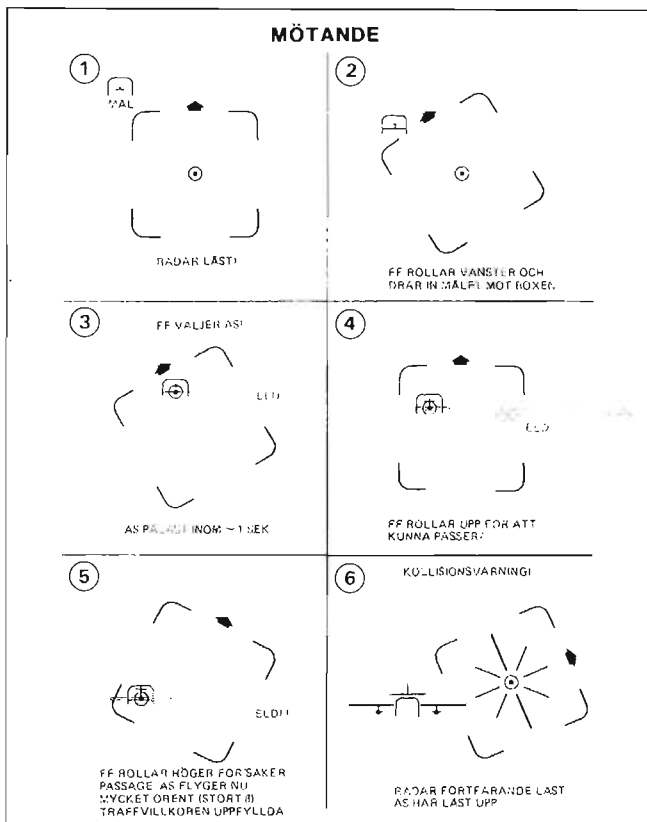 MÖTANDE
1
MÅL
RADAR LÅST!
2
FF ROLLAR VÄNSTER OCH
DRAR IN MÅLET MOT BOXEN
3
FF VÄLJER AS!
ELD
AS INOM ~ 1 SEK
4
ELD
FF ROLLAR UPP FÖR ATT
KUNNA PASSERA
5
ELD!!
FF ROLLAR HÖGER FÖR SÄKER
PASSAGE. AS FLYGER NU
MYCKET ORENT (STORT
TRÄFFVILLKOREN UPPFYLLDA
6
KOLLISIONSVARNING!
RADAR FORTFARANDE LÅST
AS HAR LÅST UPP